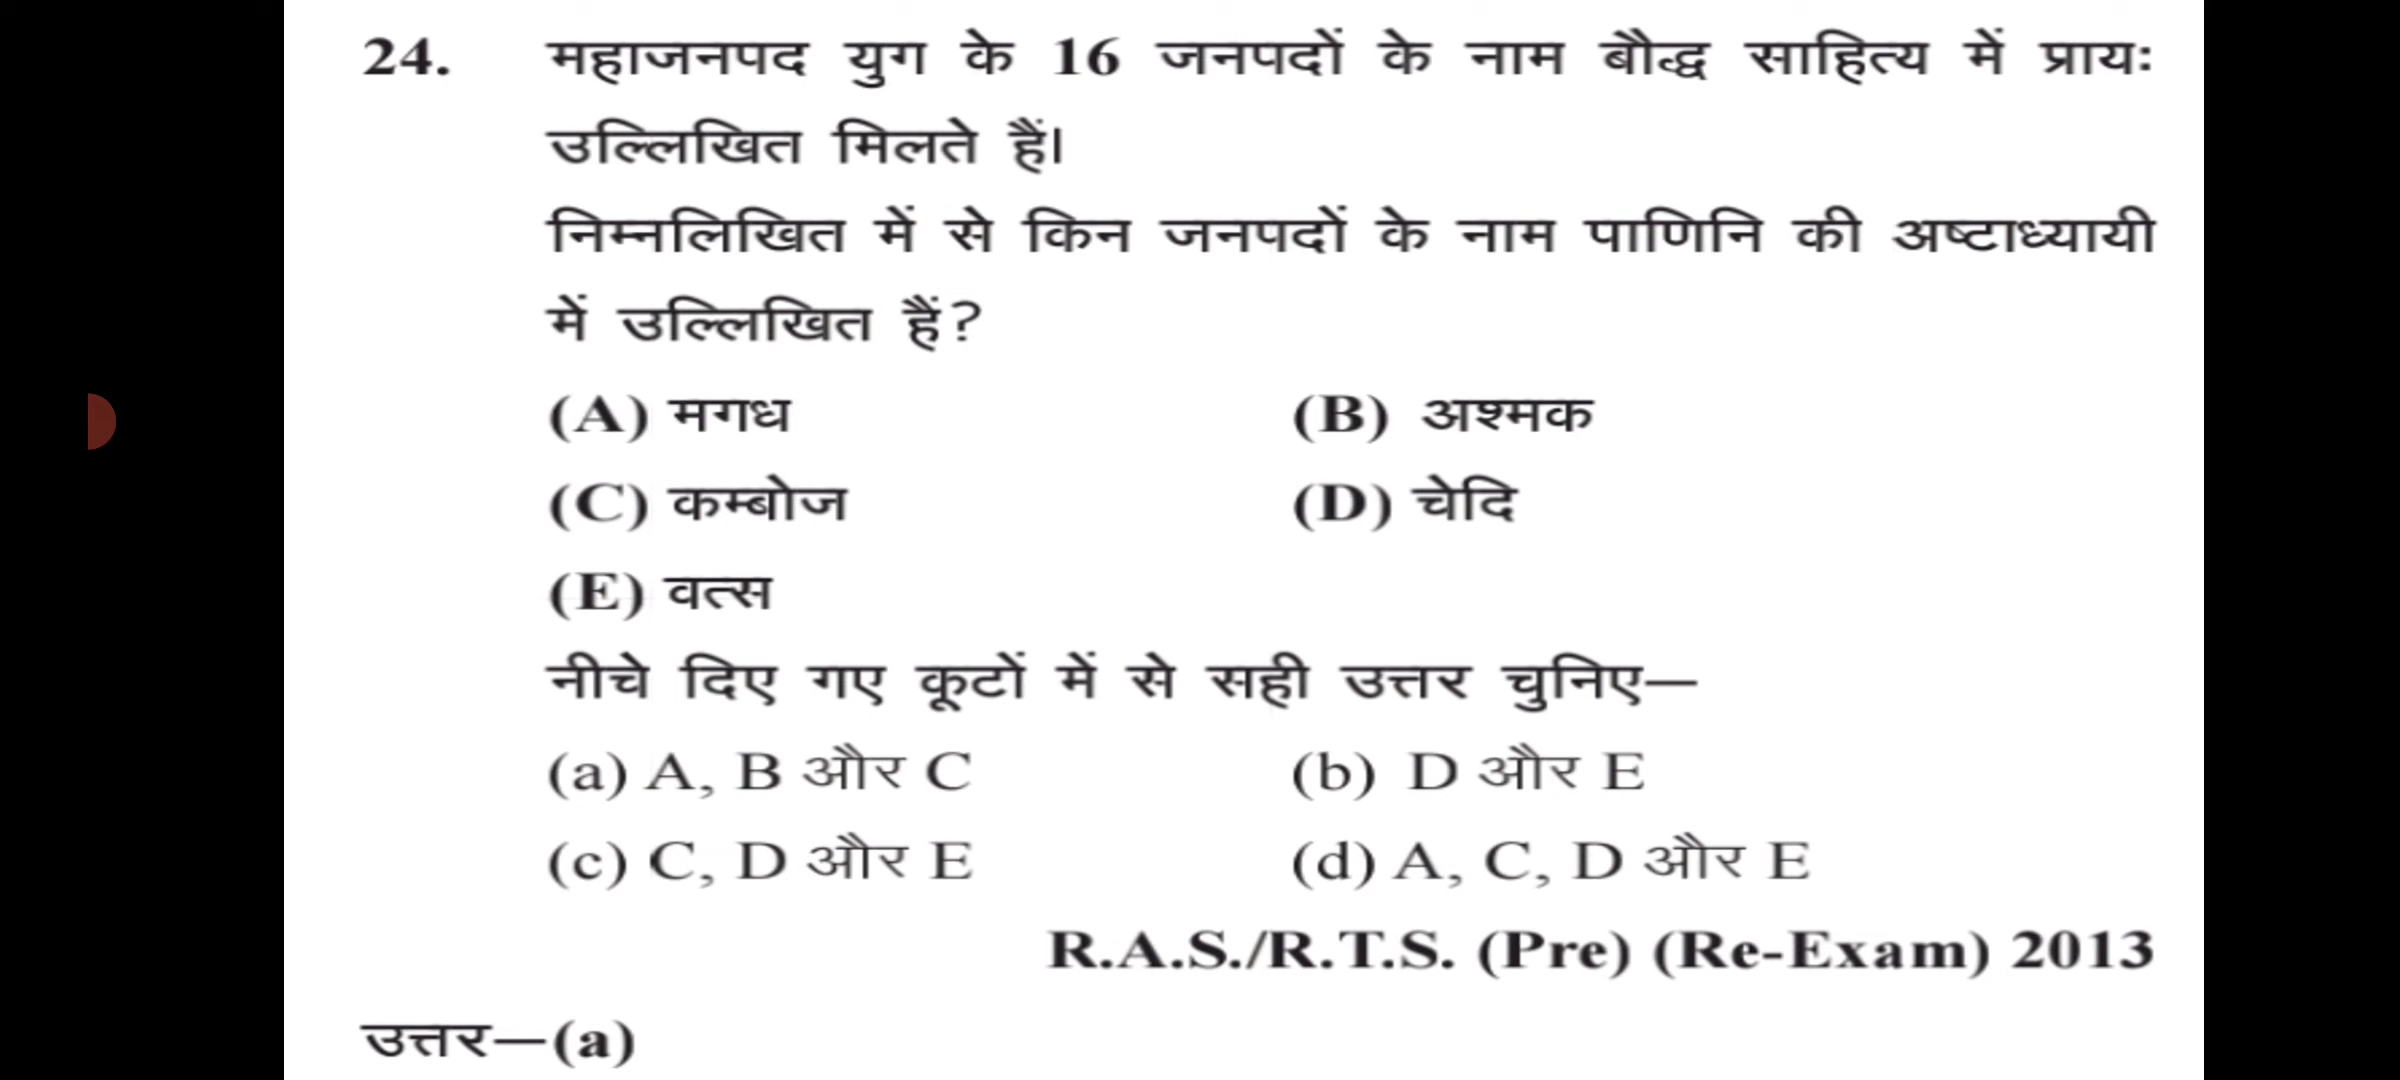 24. महाजनपद युग के 16 जनपदों के नाम बौद्ध साहित्य में प्रायः
उल्लिखित मिलते हैं।
निम्नलिखित में से किन जनपदों के नाम पाणिनि की अष्टाध्यायी
में उल्लिखित हैं?
(A) मगध (B) अश्मक
(C) कम्बोज (D) चेदि
(E) वत्स
नीचे दिए गए कूटों में से सही उत्तर चुनिए—
(a) A, B और C (b) D और E
(c) C, D और E (d) A, C, D और E
R.A.S./R.T.S. (Pre) (Re-Exam) 2013
उत्तर—(a)